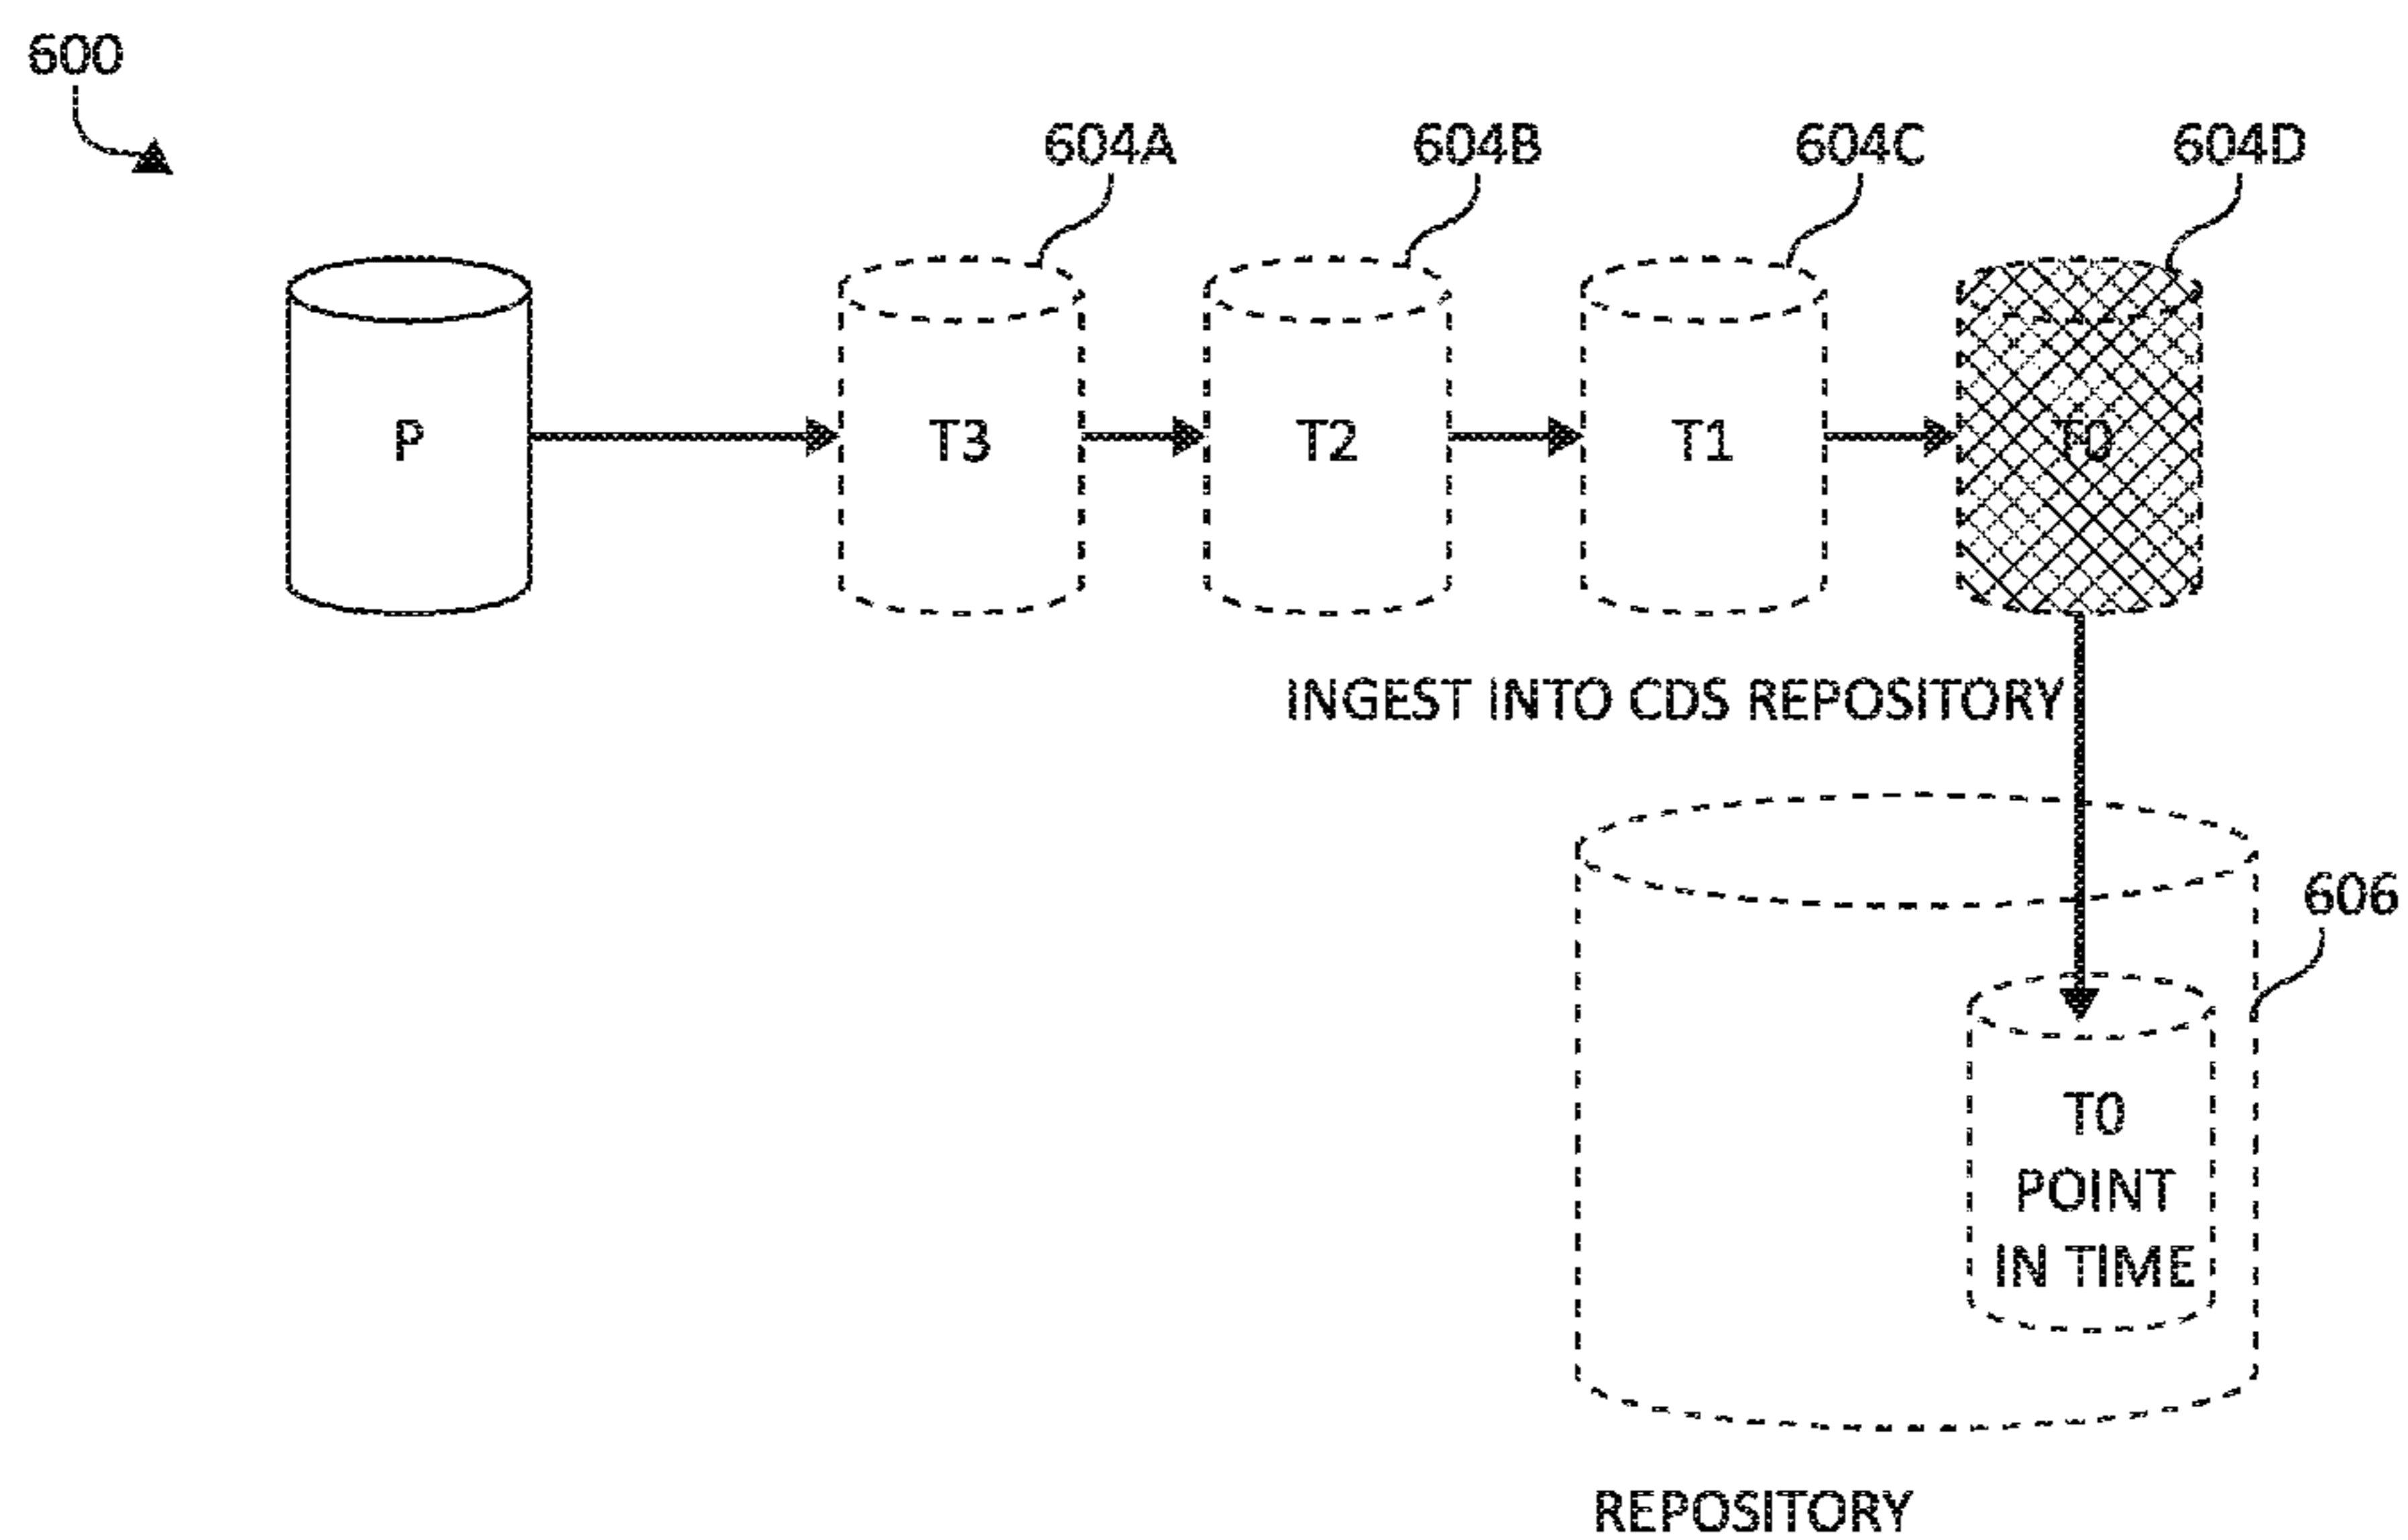 600
604A
604B
604C
604D
P
T3
T2
T1
T0
INGEST INTO CDS REPOSITORY
606
T0
POINT
IN TIME
REPOSITORY